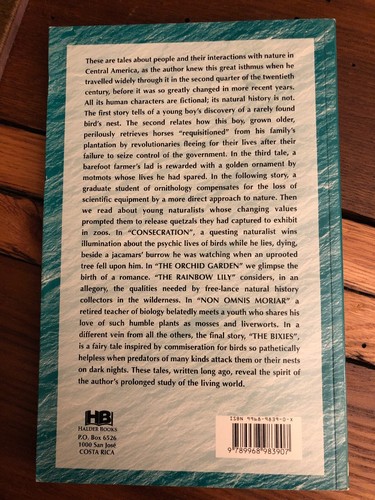 These are tales about people and their interactions with nature in
Central America, as the author knew this great isthmus when he
travelled widely through it in the second quarter of the twentieth
century, before it was so greatly changed in more recent years.
All its human characters are fictional; its natural history is not.
The first story tells of a young boy's discovery of a rarely found
bird's nest. The second relates how this boy, grown older,
perilously retrieves horses "requisitioned" from his family's
plantation by revolutionaries fleeing for their lives after their
failure to seize control of the government. In the third tale, a
barefoot farmer's lad is rewarded with a golden ornament by
motmots whose lives he had spared. In the following story, a
graduate student of ornithology compensates for the loss of
scientific equipment by a more direct approach to nature. Then
we read about young naturalists whose changing values
prompted them to release quetzals they had captured to exhibit
in zoos. In "CONSECRATION", a questing naturalist wins
illumination about the psychic lives of birds while he lies, dying,
beside a jacamars' burrow he was watching when an uprooted
tree fell upon him. In "THE ORCHID GARDEN" we glimpse the
birth of a romance. "THE RAINBOW LILY" considers, in an
allegory, the qualities needed by free-lance natural history
collectors in the wilderness. In "NON OMNIS MORIAR" a
retired teacher of biology belatedly meets a youth who shares his
love of such humble plants as mosses and liverworts. In a
different vein from all the others, the final story, "THE BIXIES",
is a fairy tale inspired by commiseration for birds so pathetically
helpless when predators of many kinds attack them or their nests
on dark nights. These tales, written long ago, reveal the spirit of
the author's prolonged study of the living world.
HB
HALDER BOOKS
P.O. Box 6526
1000 San José
COSTA RICA
ISBN 9968-9839-0-X
9 789968 983907